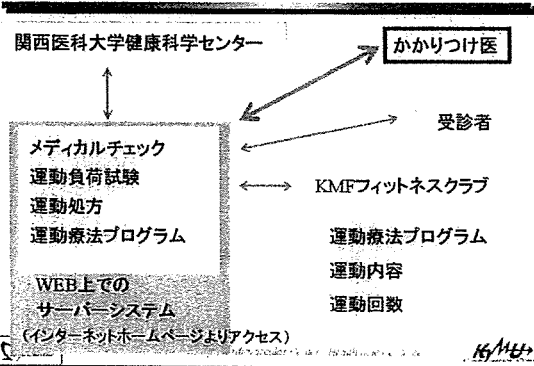 関西医科大学健康科学センター
かかりつけ医
受診者
メディカルチェック
運動負荷試験
運動処方
運動療法プログラム
KMFフィットネスクラブ
運動療法プログラム
運動内容
運動回数
WEB上での
サーバーシステム
(インターネットホームページよりアクセス)
KMU